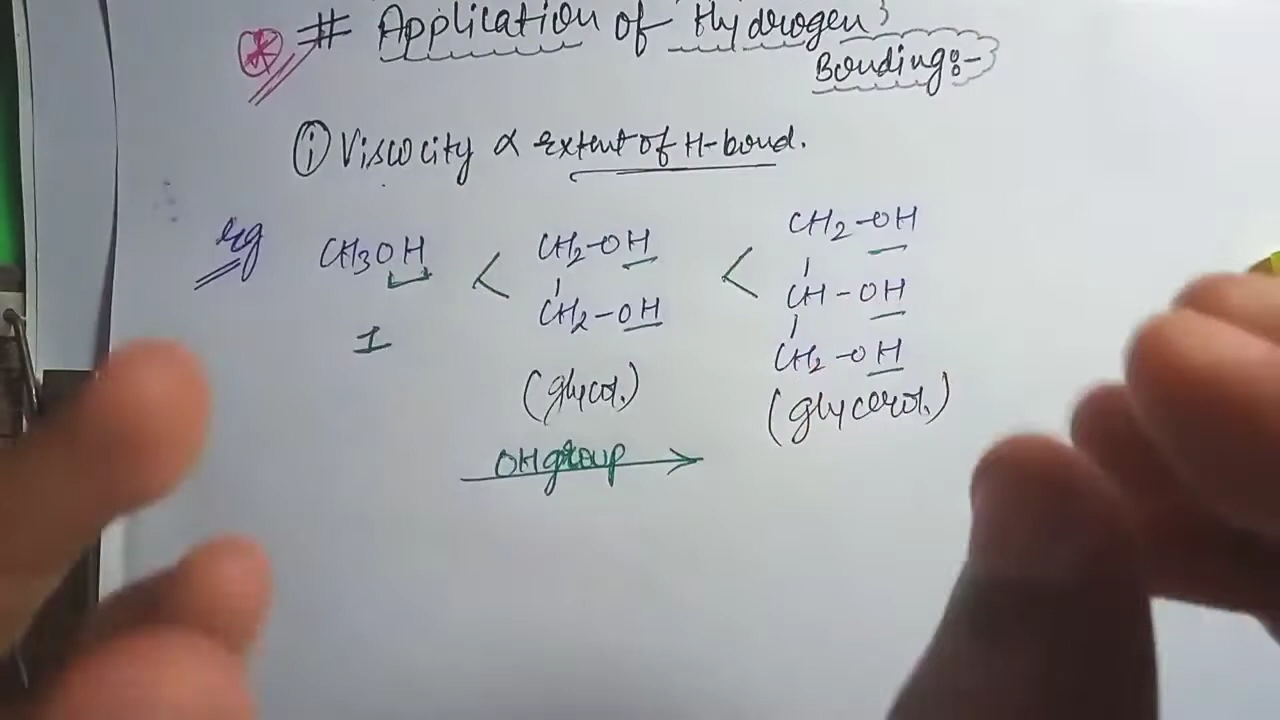 # Application of Hydrogen
Bonding:-
(i) Viscocity ∝ extent of H-bond.
eg CH3OH < CH2-OH < CH2-OH
CH2-OH CH-OH
CH2-OH
1
(glycol.) (glycerol.)
OH group →